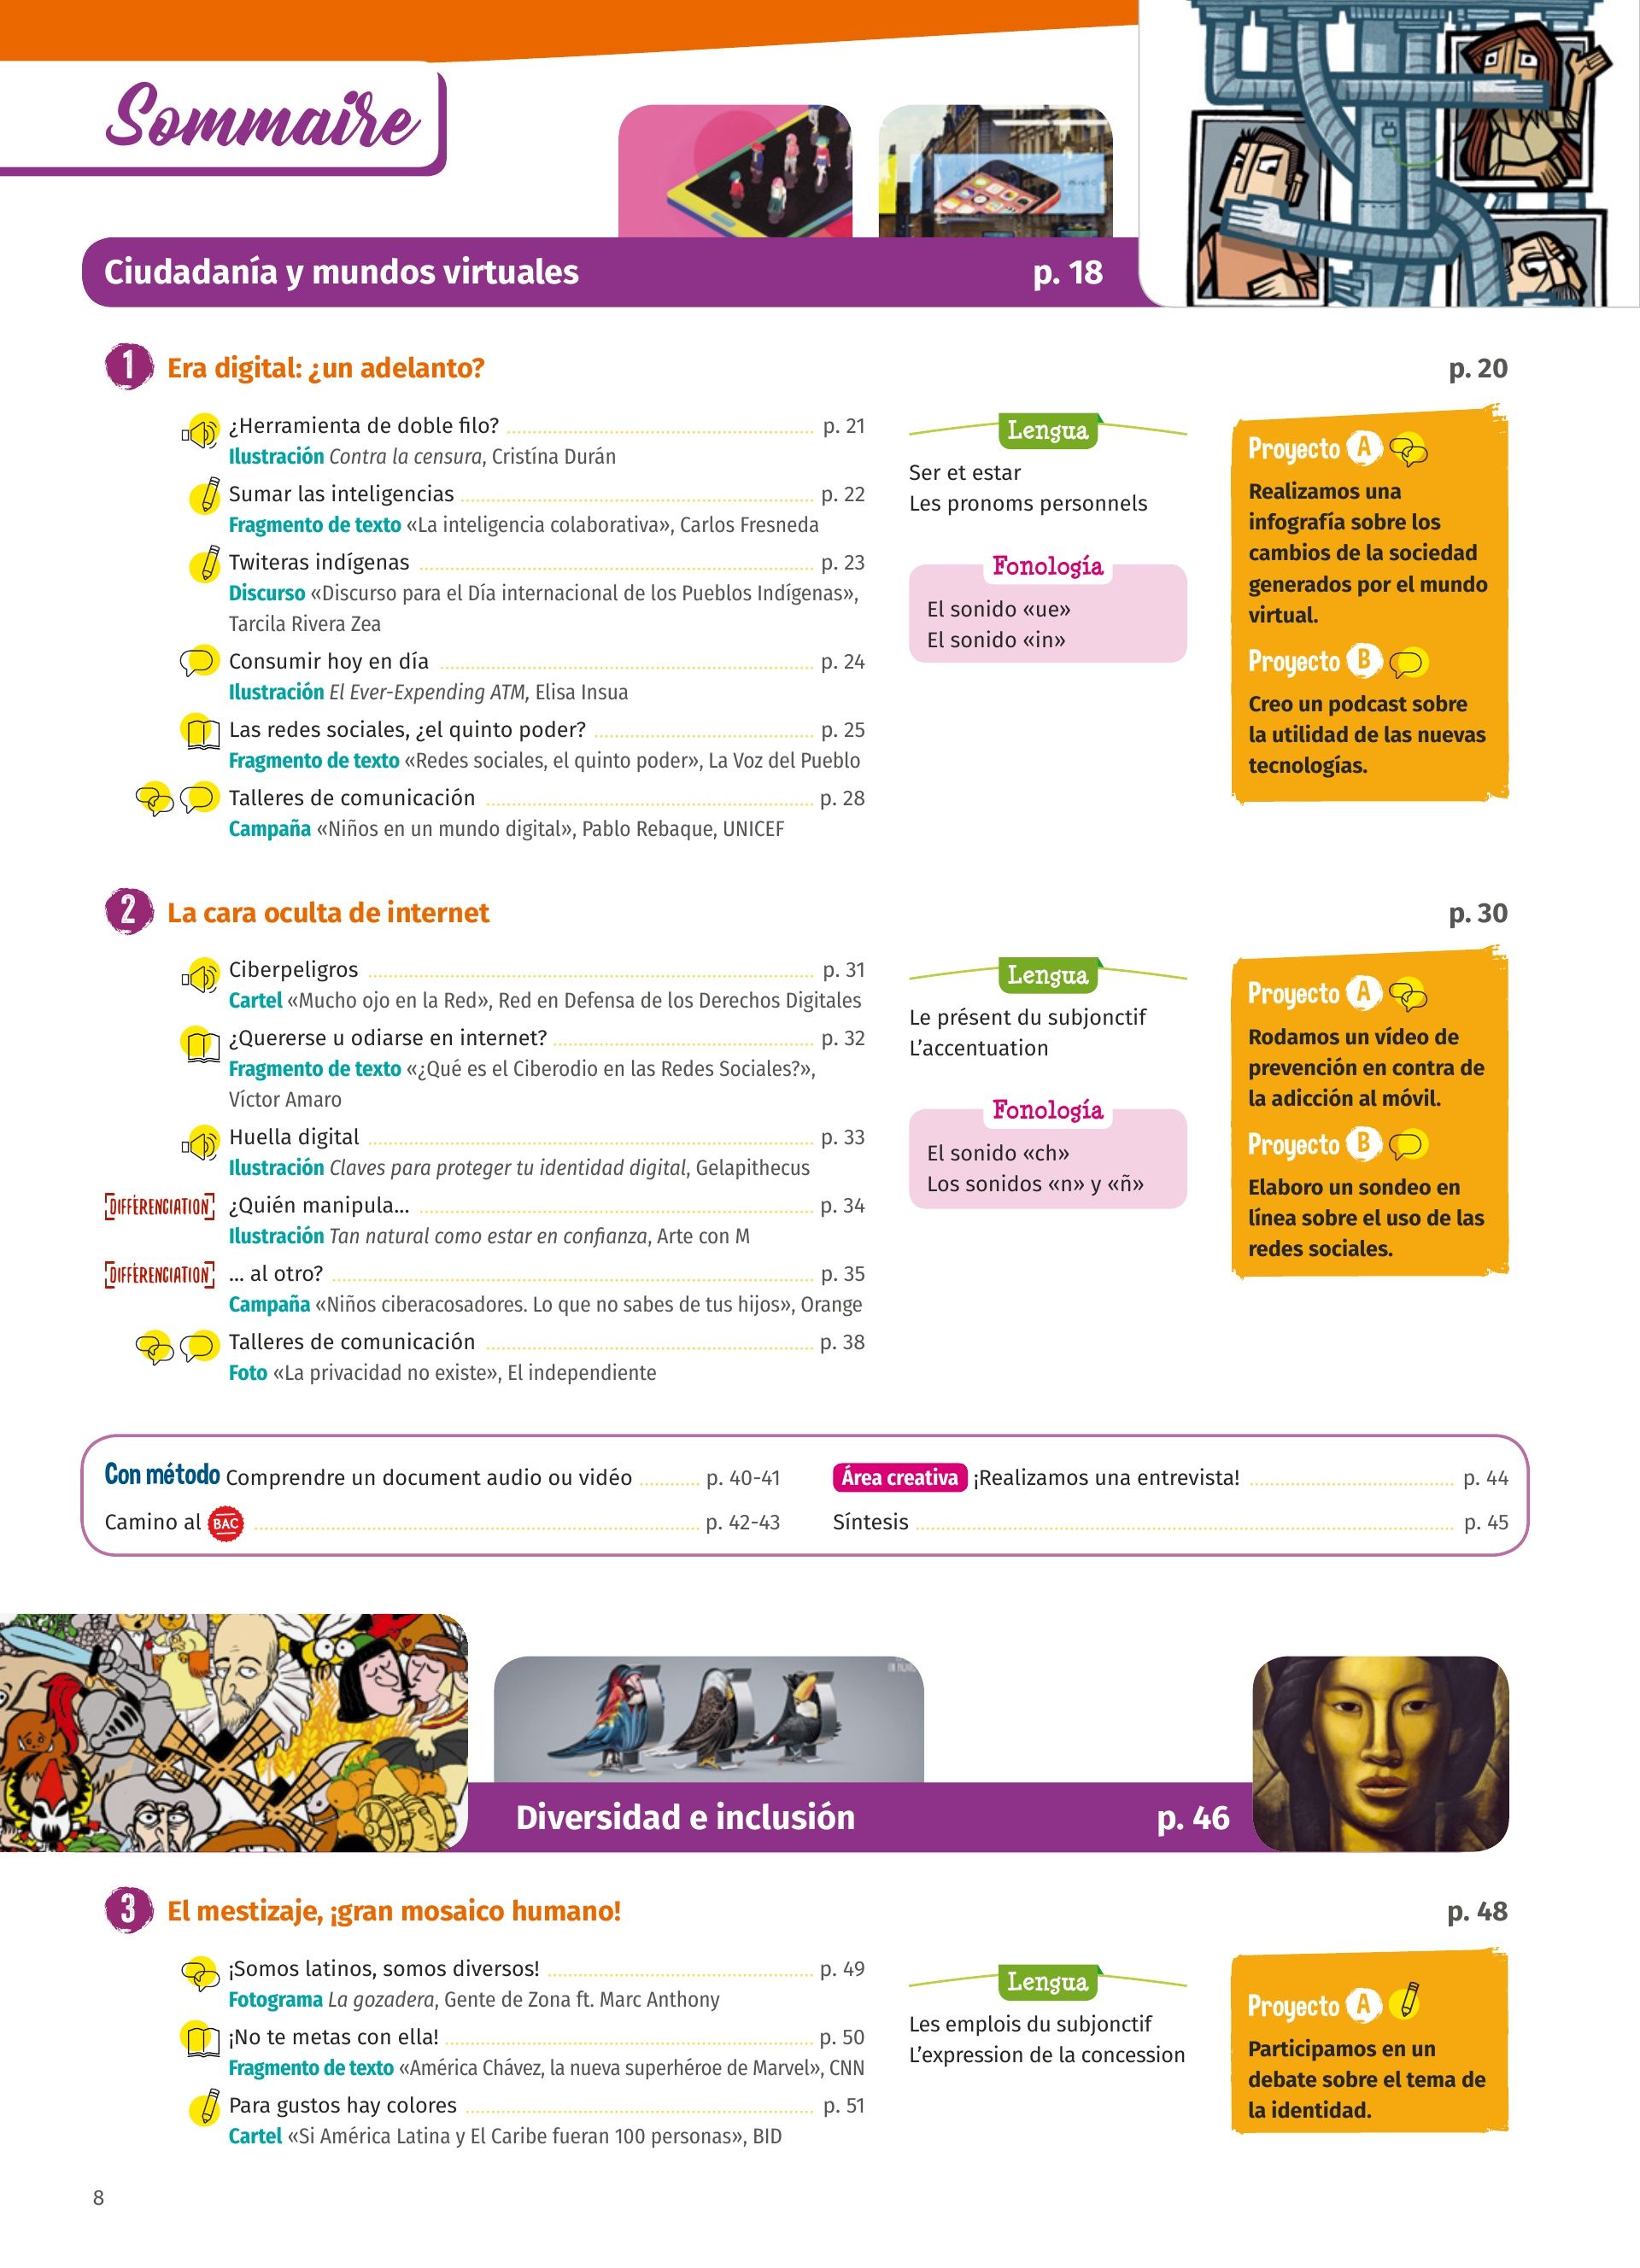 Sommaire
Ciudadanía y mundos virtuales p. 18
1 Era digital: ¿un adelanto? p. 20
¿Herramienta de doble filo? p. 21
Ilustración Contra la censura, Cristína Durán
Sumar las inteligencias p. 22
Fragmento de texto «La inteligencia colaborativa», Carlos Fresneda
Twiteras indígenas p. 23
Discurso «Discurso para el Día internacional de los Pueblos Indígenas»,
Tarcila Rivera Zea
Consumir hoy en día p. 24
Ilustración El Ever-Expending ATM, Elisa Insua
Las redes sociales, ¿el quinto poder? p. 25
Fragmento de texto «Redes sociales, el quinto poder», La Voz del Pueblo
Talleres de comunicación p. 28
Campaña «Niños en un mundo digital», Pablo Rebaque, UNICEF
Lengua
Ser et estar
Les pronoms personnels
Fonología
El sonido «ue»
El sonido «in»
Proyecto A
Realizamos una
infografía sobre los
cambios de la sociedad
generados por el mundo
virtual.
Proyecto B
Creo un podcast sobre
la utilidad de las nuevas
tecnologías.
2 La cara oculta de internet p. 30
Ciberpeligros p. 31
Cartel «Mucho ojo en la Red», Red en Defensa de los Derechos Digitales
¿Quererse u odiarse en internet? p. 32
Fragmento de texto «¿Qué es el Ciberodio en las Redes Sociales?»,
Víctor Amaro
Huella digital p. 33
Ilustración Claves para proteger tu identidad digital, Gelapithecus
DIFFÉRENCIATION ¿Quién manipula... p. 34
Ilustración Tan natural como estar en confianza, Arte con M
DIFFÉRENCIATION ... al otro? p. 35
Campaña «Niños ciberacosadores. Lo que no sabes de tus hijos», Orange
Talleres de comunicación p. 38
Foto «La privacidad no existe», El independiente
Lengua
Le présent du subjonctif
L'accentuation
Fonología
El sonido «ch»
Los sonidos «n» y «ñ»
Proyecto A
Rodamos un vídeo de
prevención en contra de
la adicción al móvil.
Proyecto B
Elaboro un sondeo en
línea sobre el uso de las
redes sociales.
Con método Comprendre un document audio ou vidéo p. 40-41
Camino al BAC p. 42-43
Área creativa ¡Realizamos una entrevista! p. 44
Síntesis p. 45
Diversidad e inclusión p. 46
3 El mestizaje, ¡gran mosaico humano! p. 48
¡Somos latinos, somos diversos! p. 49
Fotograma La gozadera, Gente de Zona ft. Marc Anthony
¡No te metas con ella! p. 50
Fragmento de texto «América Chávez, la nueva superhéroe de Marvel», CNN
Para gustos hay colores p. 51
Cartel «Si América Latina y El Caribe fueran 100 personas», BID
Lengua
Les emplois du subjonctif
L'expression de la concession
Proyecto A
Participamos en un
debate sobre el tema de
la identidad.
8